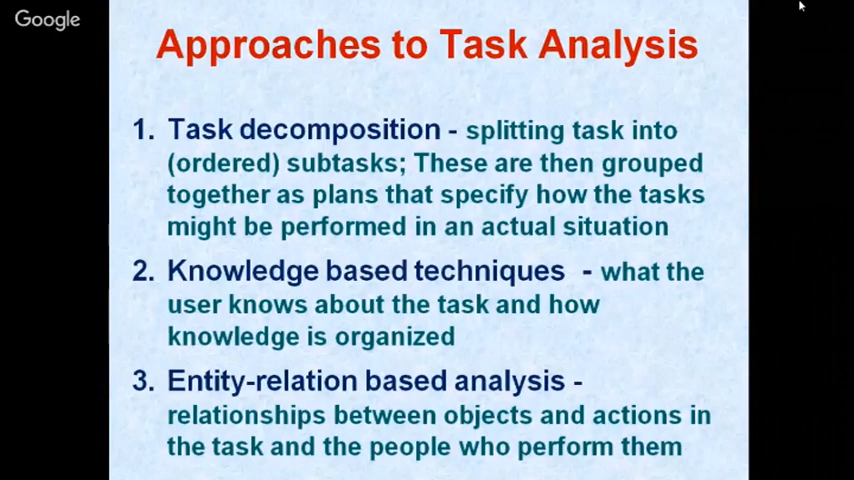 Google
Approaches to Task Analysis
1. Task decomposition - splitting task into
(ordered) subtasks; These are then grouped
together as plans that specify how the tasks
might be performed in an actual situation
2. Knowledge based techniques - what the
user knows about the task and how
knowledge is organized
3. Entity-relation based analysis -
relationships between objects and actions in
the task and the people who perform them